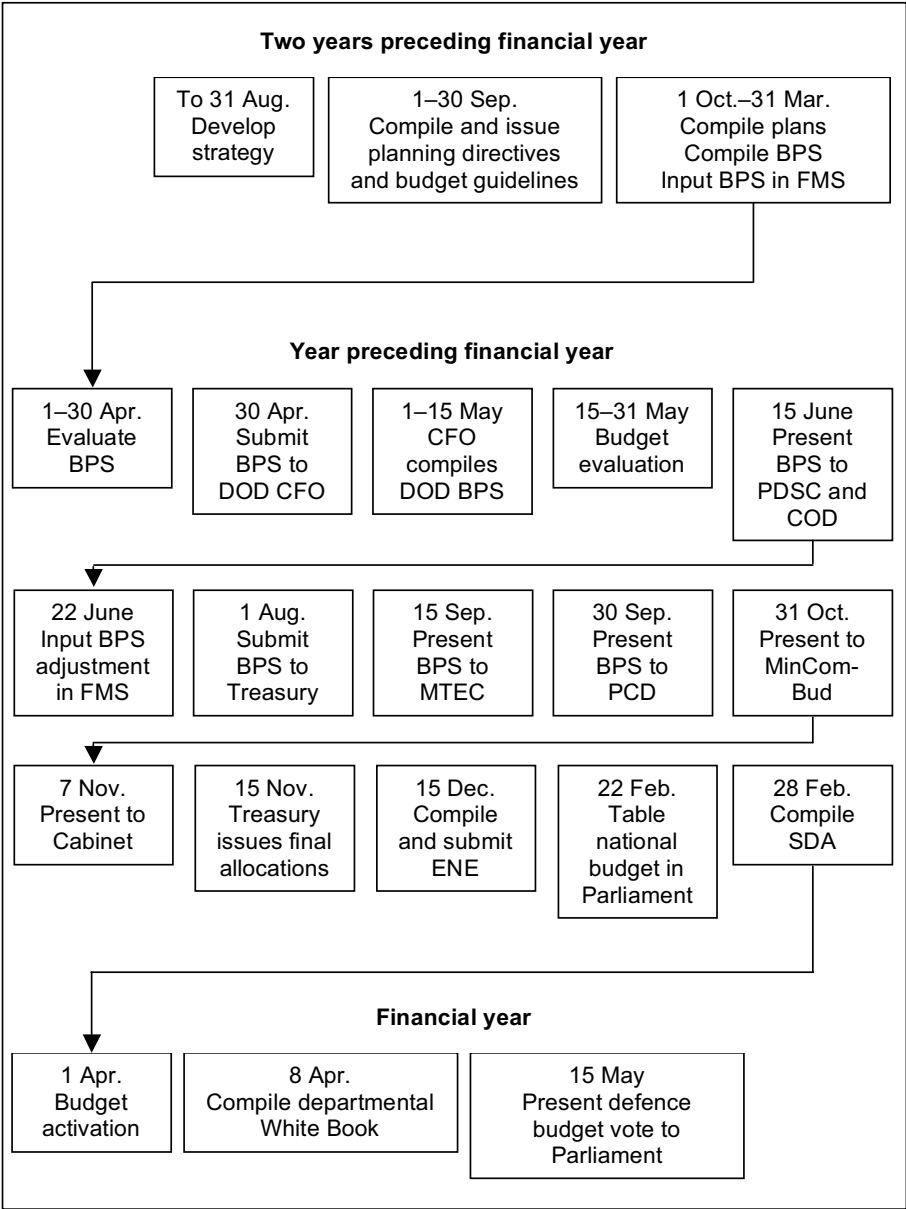 Two years preceding financial year
To 31 Aug.
Develop
strategy
1–30 Sep.
Compile and issue
planning directives
and budget guidelines
1 Oct.–31 Mar.
Compile plans
Compile BPS
Input BPS in FMS
Year preceding financial year
1–30 Apr.
Evaluate
BPS
30 Apr.
Submit
BPS to
DOD CFO
1–15 May
CFO
compiles
DOD BPS
15–31 May
Budget
evaluation
15 June
Present
BPS to
PDSC and
COD
22 June
Input BPS
adjustment
in FMS
1 Aug.
Submit
BPS to
Treasury
15 Sep.
Present
BPS to
MTEC
30 Sep.
Present
BPS to
PCD
31 Oct.
Present to
MinCom-
Bud
7 Nov.
Present to
Cabinet
15 Nov.
Treasury
issues final
allocations
15 Dec.
Compile
and submit
ENE
22 Feb.
Table
national
budget in
Parliament
28 Feb.
Compile
SDA
Financial year
1 Apr.
Budget
activation
8 Apr.
Compile departmental
White Book
15 May
Present defence
budget vote to
Parliament